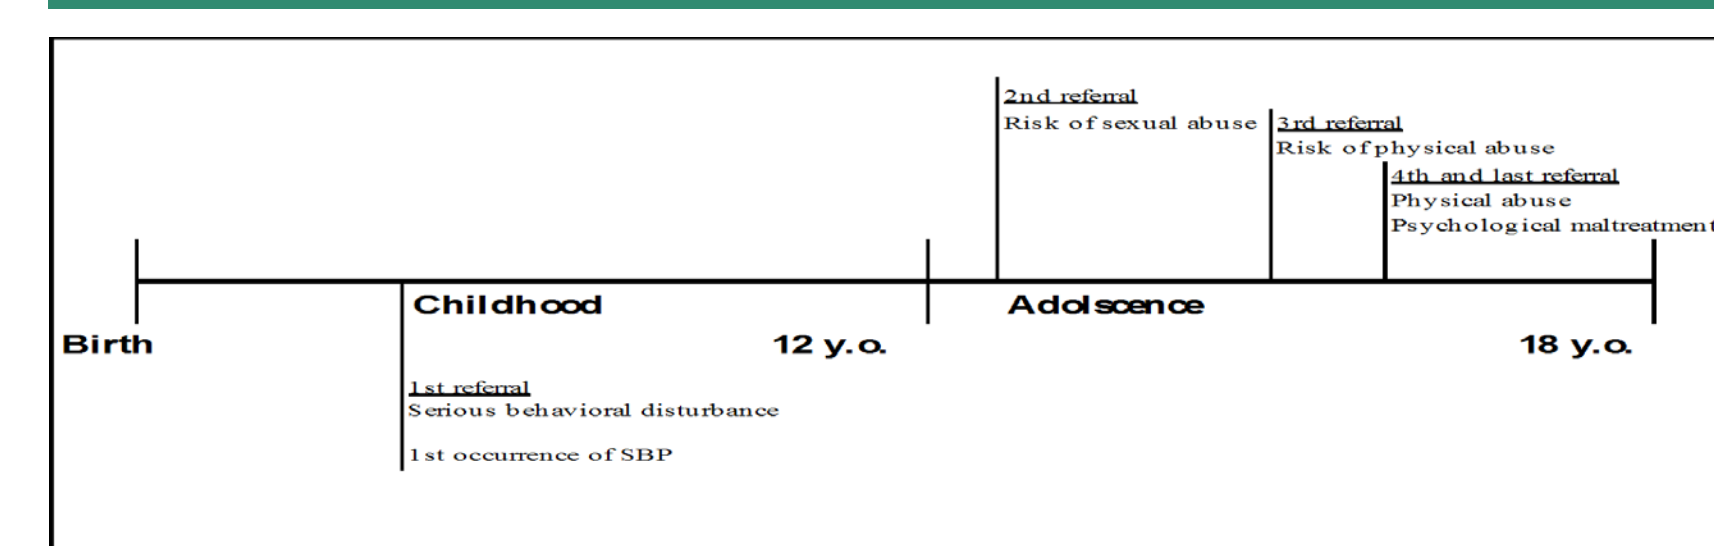 2nd referral
Risk of sexual abuse
3rd referral
Risk of physical abuse
4th and last referral
Physical abuse
Psychological maltreatment
Childhood
Adolscence
Birth
12 y.o.
18 y.o.
1st referral
Serious behavioral disturbance
1st occurrence of SBP